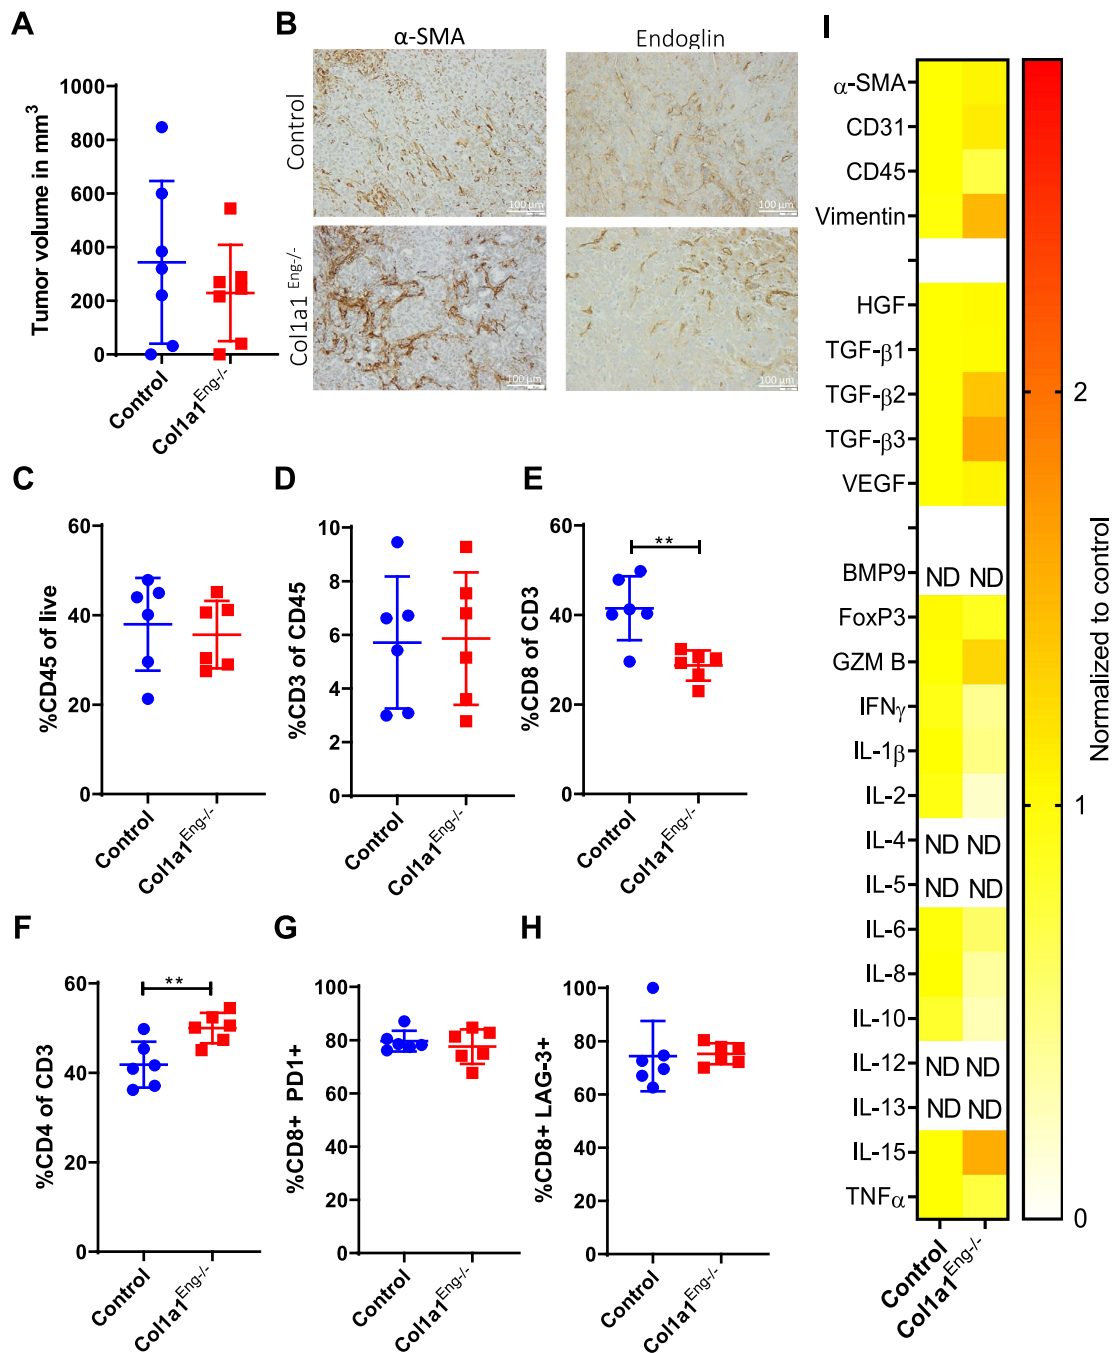 A
Tumor volume in mm³
1000
800
600
400
200
0
Control
Col1a1Eng-/-
B
α-SMA
Endoglin
Control
Col1a1 Eng-/-
100 µm
100 µm
100 µm
100 µm
C
%CD45 of live
60
40
20
0
Control
Col1a1Eng-/-
D
%CD3 of CD45
10
8
6
4
2
0
Control
Col1a1Eng-/-
E
%CD8 of CD3
60
40
20
0
**
Control
Col1a1Eng-/-
F
%CD4 of CD3
60
40
20
0
**
Control
Col1a1Eng-/-
G
%CD8+ PD1+
100
80
60
40
20
0
Control
Col1a1Eng-/-
H
%CD8+ LAG-3+
100
80
60
40
20
0
Control
Col1a1Eng-/-
I
α-SMA
CD31
CD45
Vimentin
HGF
TGF-β1
TGF-β2
TGF-β3
VEGF
BMP9 ND ND
FoxP3
GZM B
IFNγ
IL-1β
IL-2
IL-4 ND ND
IL-5 ND ND
IL-6
IL-8
IL-10
IL-12 ND ND
IL-13 ND ND
IL-15
TNFα
Control
Col1a1Eng-/-
2
1
0
Normalized to control